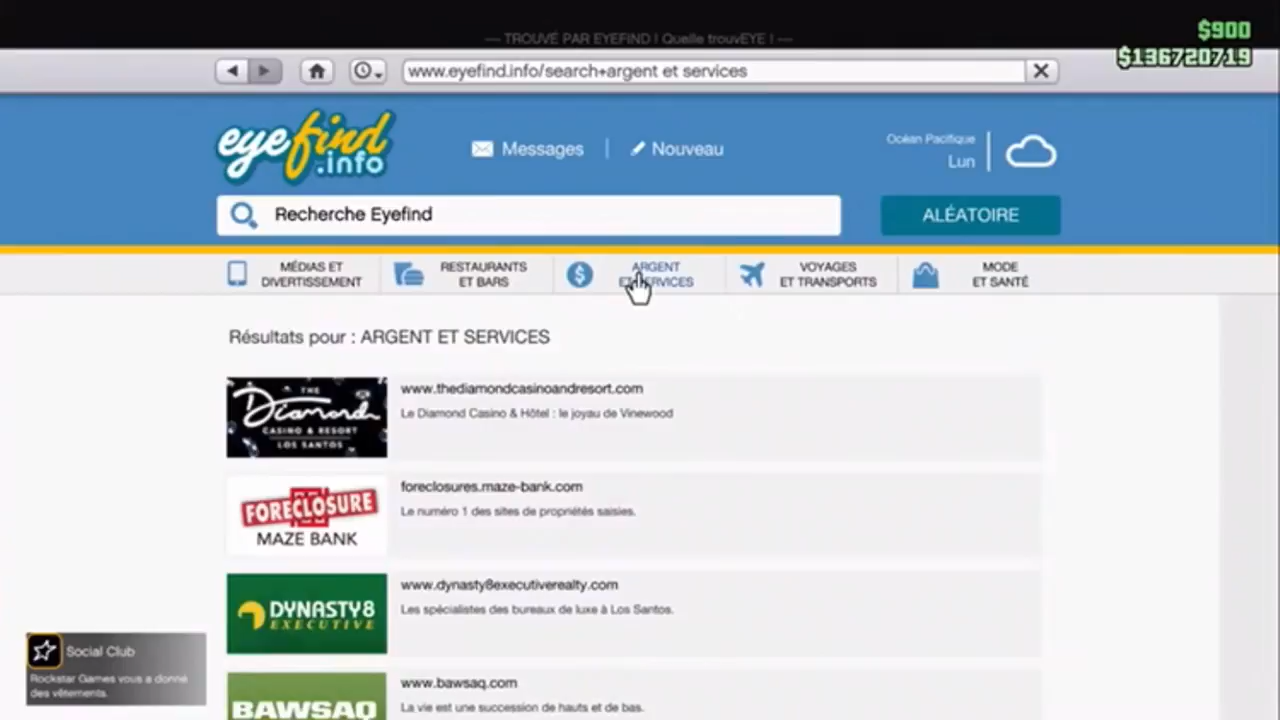 — TROUVÉ PAR EYEFIND ! Quelle trouvEYE ! —
$900
$136720719
www.eyefind.info/search+argent et services
eyefind
.info
Messages
Nouveau
Océan Pacifique
Lun
Recherche Eyefind
ALÉATOIRE
MÉDIAS ET
DIVERTISSEMENT
RESTAURANTS
ET BARS
ARGENT
ET SERVICES
VOYAGES
ET TRANSPORTS
MODE
ET SANTÉ
Résultats pour : ARGENT ET SERVICES
THE
Diamond
CASINO & RESORT
LOS SANTOS
www.thediamondcasinoandresort.com
Le Diamond Casino & Hôtel : le joyau de Vinewood
FORECLOSURE
MAZE BANK
foreclosures.maze-bank.com
Le numéro 1 des sites de propriétés saisies.
DYNASTY8
EXECUTIVE
www.dynasty8executiverealty.com
Les spécialistes des bureaux de luxe à Los Santos.
BAWSAQ
www.bawsaq.com
La vie est une succession de hauts et de bas.
Social Club
Rockstar Games vous a donné
des vêtements.